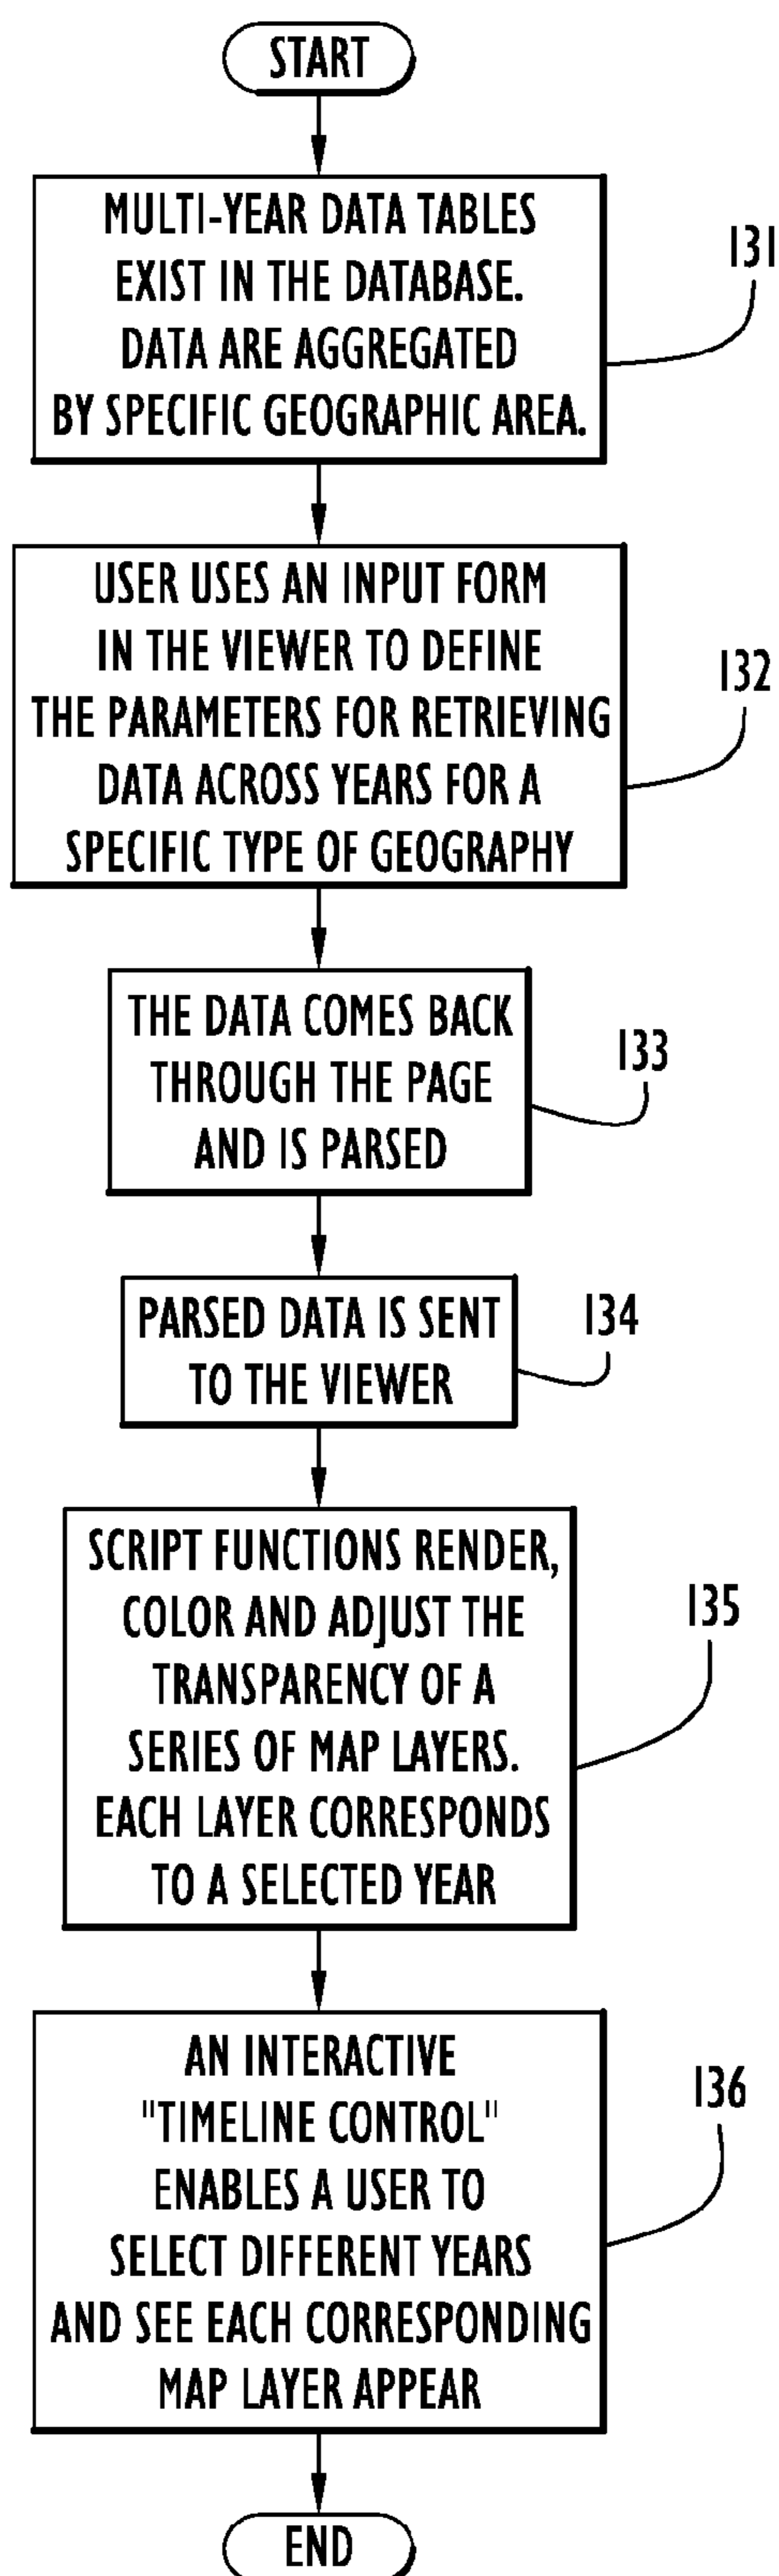 START
MULTI-YEAR DATA TABLES
EXIST IN THE DATABASE.
DATA ARE AGGREGATED
BY SPECIFIC GEOGRAPHIC AREA.
131
USER USES AN INPUT FORM
IN THE VIEWER TO DEFINE
THE PARAMETERS FOR RETRIEVING
DATA ACROSS YEARS FOR A
SPECIFIC TYPE OF GEOGRAPHY
132
THE DATA COMES BACK
THROUGH THE PAGE
AND IS PARSED
133
PARSED DATA IS SENT
TO THE VIEWER
134
SCRIPT FUNCTIONS RENDER,
COLOR AND ADJUST THE
TRANSPARENCY OF A
SERIES OF MAP LAYERS.
EACH LAYER CORRESPONDS
TO A SELECTED YEAR
135
AN INTERACTIVE
"TIMELINE CONTROL"
ENABLES A USER TO
SELECT DIFFERENT YEARS
AND SEE EACH CORRESPONDING
MAP LAYER APPEAR
136
END